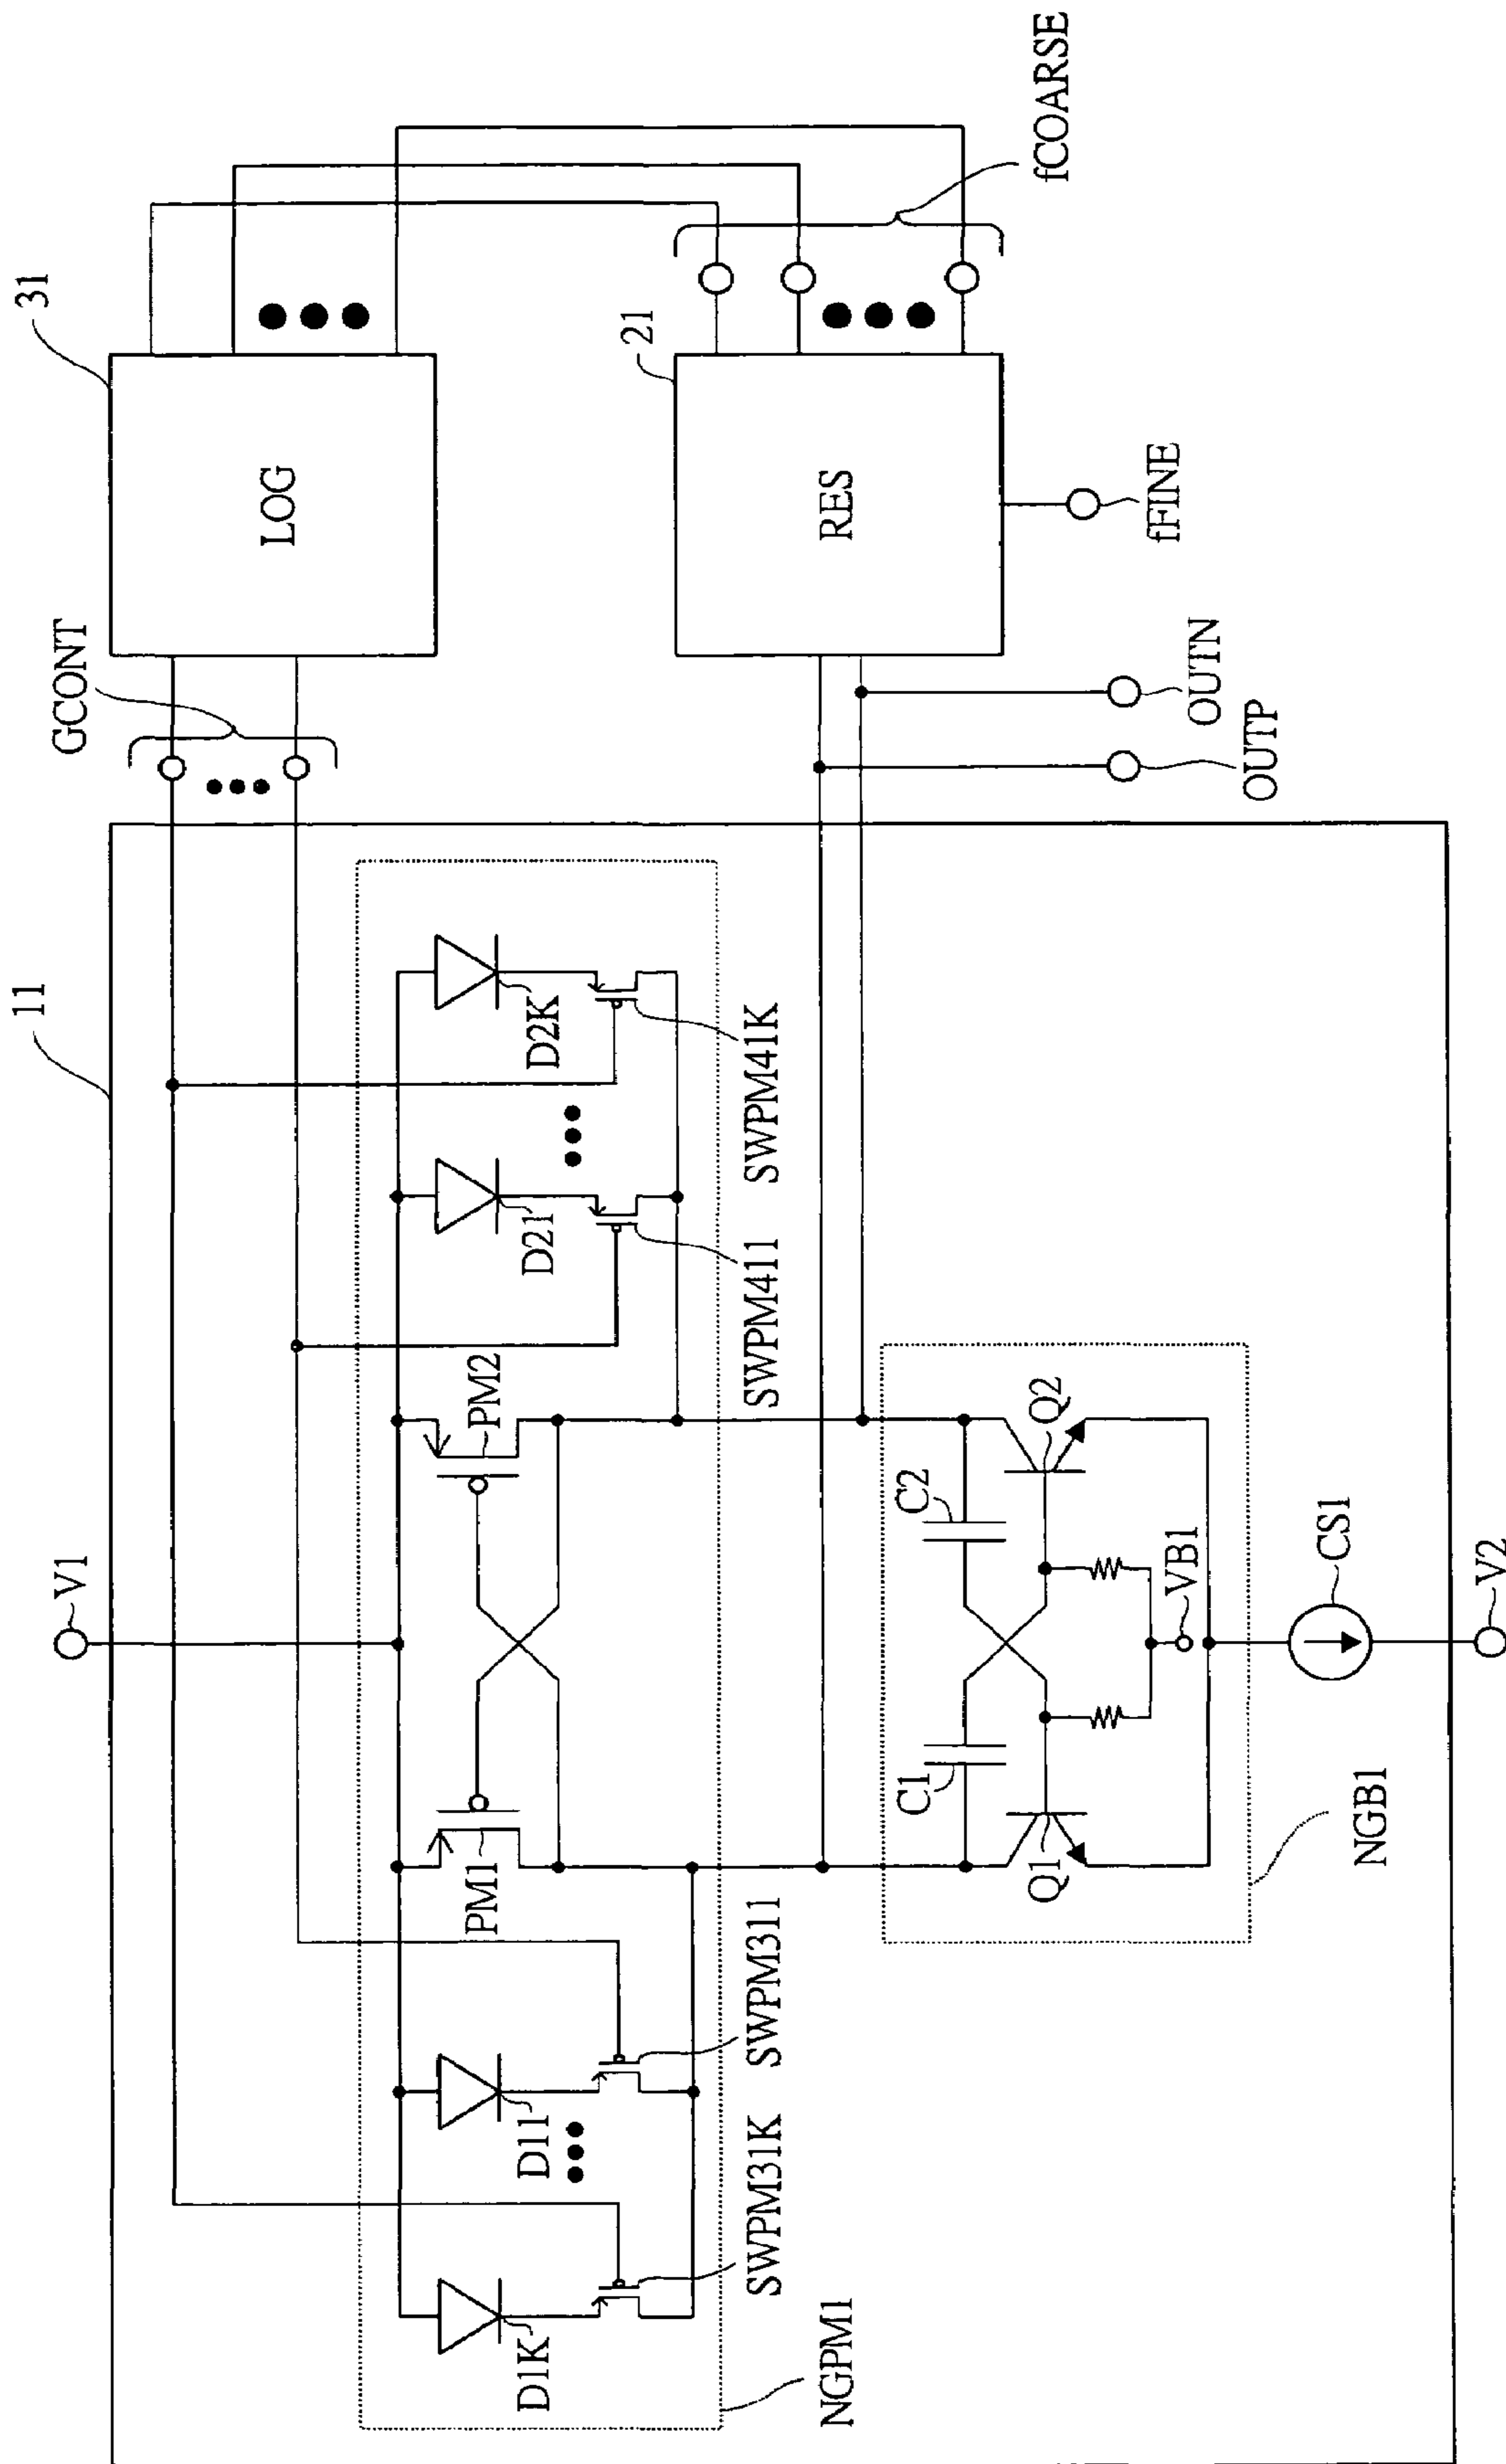 11
V1
GCONT
31
LOG
fCOARSE
21
RES
fFINE
OUTN
OUTP
D1K
D11
PM1
PM2
D21
D2K
SWPM31K
SWPM311
SWPM411
SWPM41K
NGPM1
C1
C2
Q1
Q2
VB1
NGB1
CS1
V2